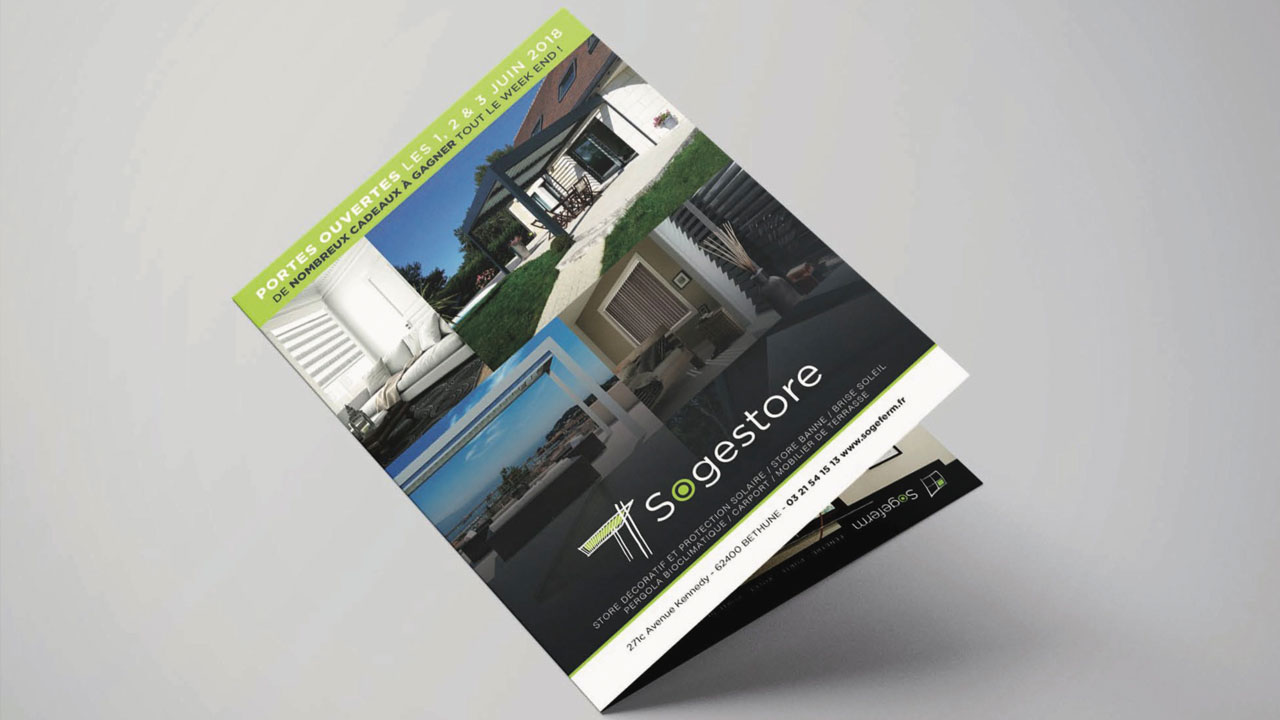 PORTES OUVERTES LES 1, 2 & 3 JUIN 2018
DE NOMBREUX CADEAUX À GAGNER TOUT LE WEEK END !
Sogestore
STORE DÉCORATIF ET PROTECTION SOLAIRE / STORE BANNE / BRISE SOLEIL
PERGOLA BIOCLIMATIQUE / CARPORT / MOBILIER DE TERRASSE
271c Avenue Kennedy - 62400 BETHUNE - 03 21 54 15 13 www.sogeferm.fr
Sogeferm